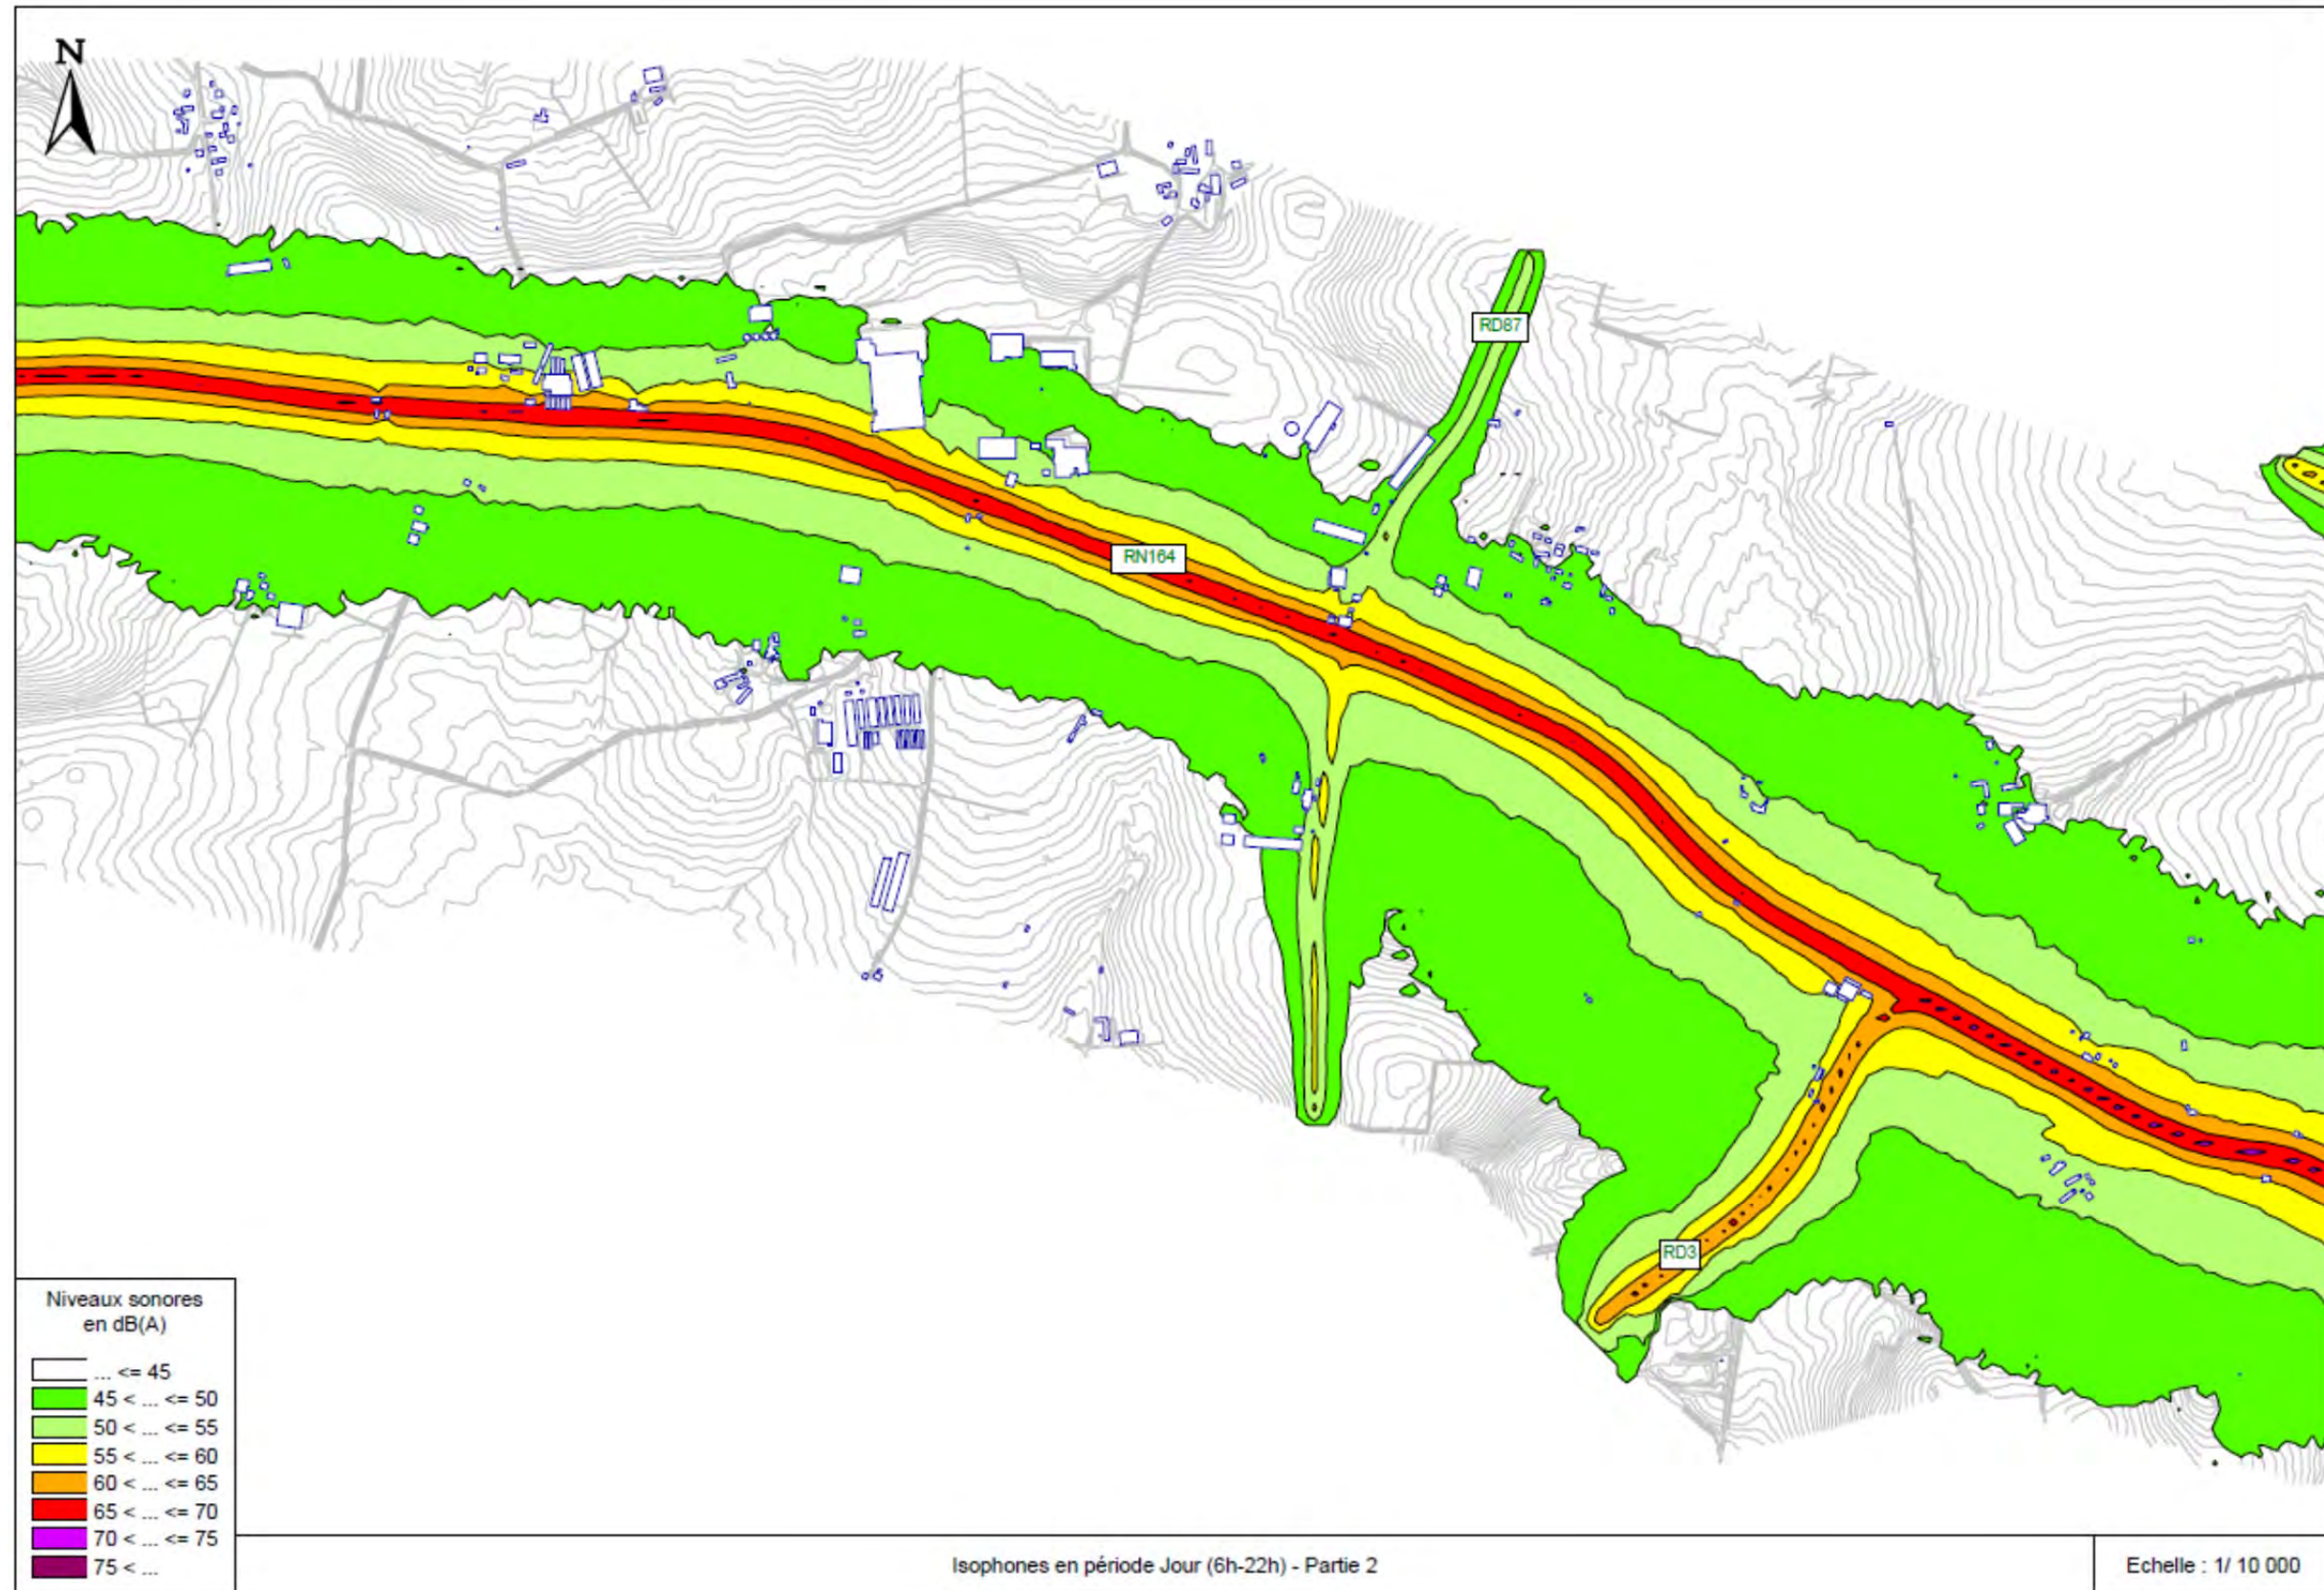 N
RD87
RN164
RD3
Niveaux sonores
en dB(A)
... <= 45
45 < ... <= 50
50 < ... <= 55
55 < ... <= 60
60 < ... <= 65
65 < ... <= 70
70 < ... <= 75
75 < ...
Isophones en période Jour (6h-22h) - Partie 2
Echelle : 1/ 10 000